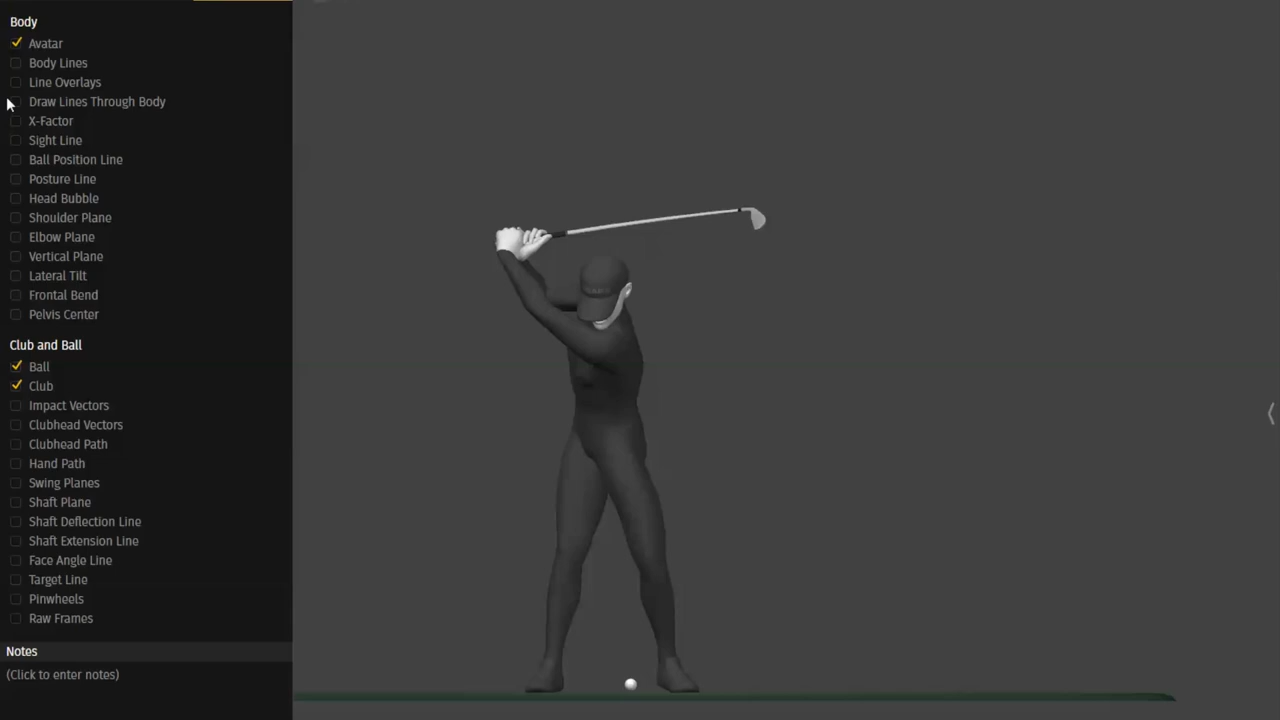 Body
Avatar
Body Lines
Line Overlays
Draw Lines Through Body
X-Factor
Sight Line
Ball Position Line
Posture Line
Head Bubble
Shoulder Plane
Elbow Plane
Vertical Plane
Lateral Tilt
Frontal Bend
Pelvis Center
Club and Ball
Ball
Club
Impact Vectors
Clubhead Vectors
Clubhead Path
Hand Path
Swing Planes
Shaft Plane
Shaft Deflection Line
Shaft Extension Line
Face Angle Line
Target Line
Pinwheels
Raw Frames
Notes
(Click to enter notes)